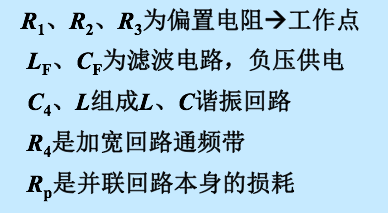 R₁、R₂、R₃为偏置电阻→工作点
L_F、C_F为滤波电路，负压供电
C₄、L组成L、C谐振回路
R₄是加宽回路通频带
Rₚ是并联回路本身的损耗